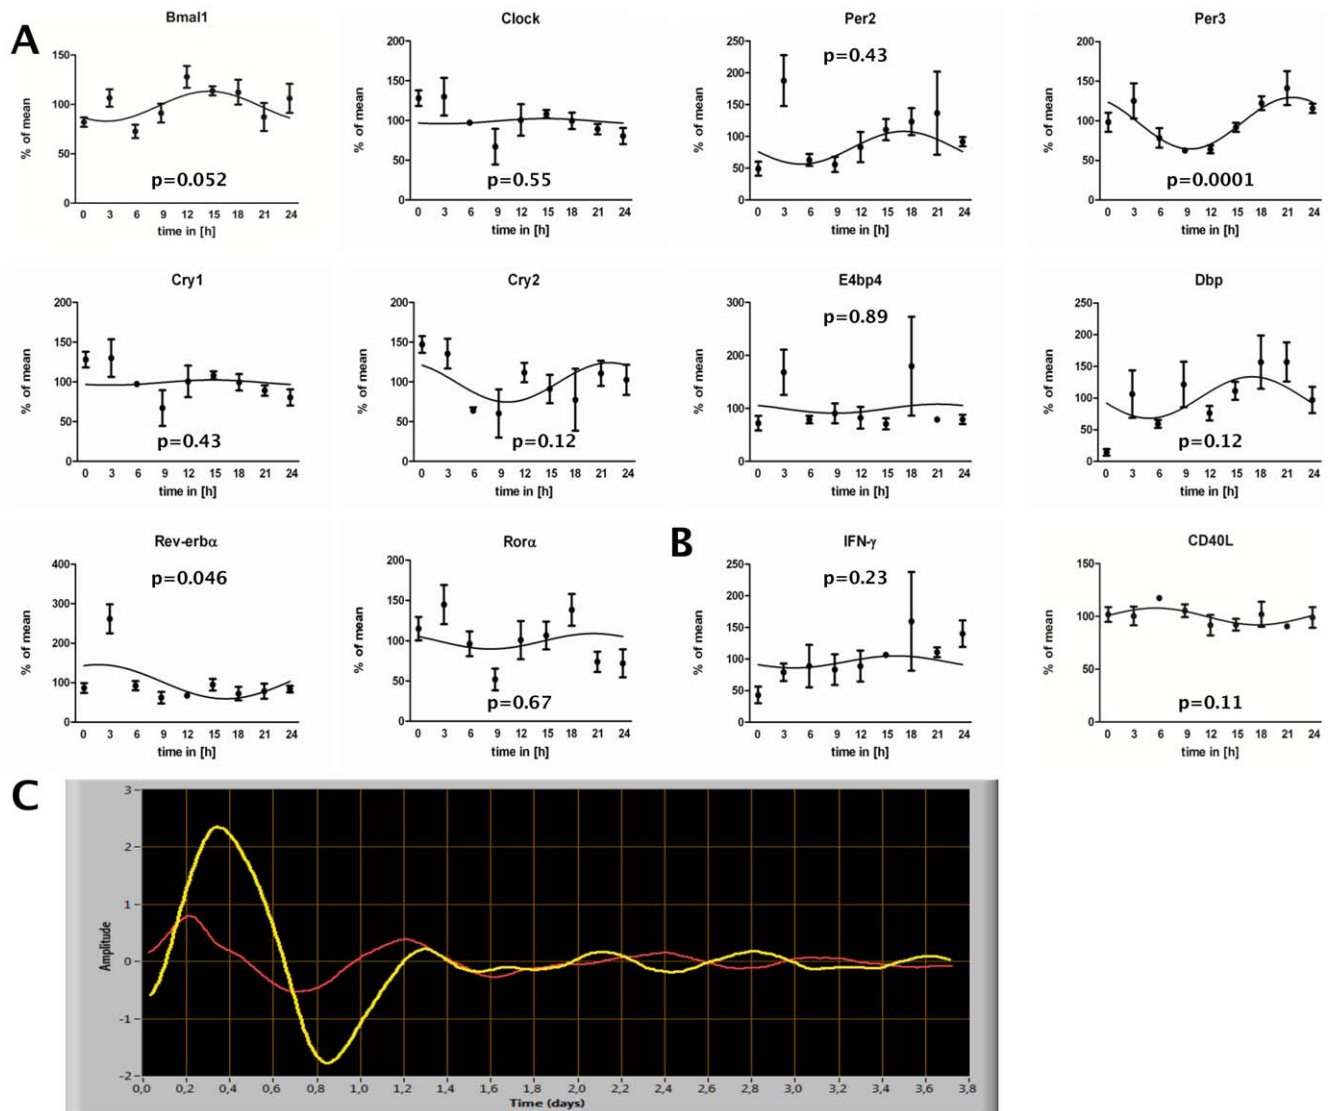 A
Bmal1
% of mean
150
100
50
0
p=0.052
0 3 6 9 12 15 18 21 24
time in [h]
Clock
% of mean
200
150
100
50
0
p=0.55
0 3 6 9 12 15 18 21 24
time in [h]
Per2
% of mean
250
200
150
100
50
0
p=0.43
0 3 6 9 12 15 18 21 24
time in [h]
Per3
% of mean
200
150
100
50
0
p=0.0001
0 3 6 9 12 15 18 21 24
time in [h]
Cry1
% of mean
200
150
100
50
0
p=0.43
0 3 6 9 12 15 18 21 24
time in [h]
Cry2
% of mean
200
150
100
50
0
p=0.12
0 3 6 9 12 15 18 21 24
time in [h]
E4bp4
% of mean
300
200
100
0
p=0.89
0 3 6 9 12 15 18 21 24
time in [h]
Dbp
% of mean
250
200
150
100
50
0
p=0.12
0 3 6 9 12 15 18 21 24
time in [h]
Rev-erbα
% of mean
400
300
200
100
0
p=0.046
0 3 6 9 12 15 18 21 24
time in [h]
Rorα
% of mean
200
150
100
50
0
p=0.67
0 3 6 9 12 15 18 21 24
time in [h]
B
IFN-γ
% of mean
250
200
150
100
50
0
p=0.23
0 3 6 9 12 15 18 21 24
time in [h]
CD40L
% of mean
150
100
50
0
p=0.11
0 3 6 9 12 15 18 21 24
time in [h]
C
Amplitude
3
2
1
0
-1
-2
0,0 0,2 0,4 0,6 0,8 1,0 1,2 1,4 1,6 1,8 2,0 2,2 2,4 2,6 2,8 3,0 3,2 3,4 3,6 3,8
Time (days)